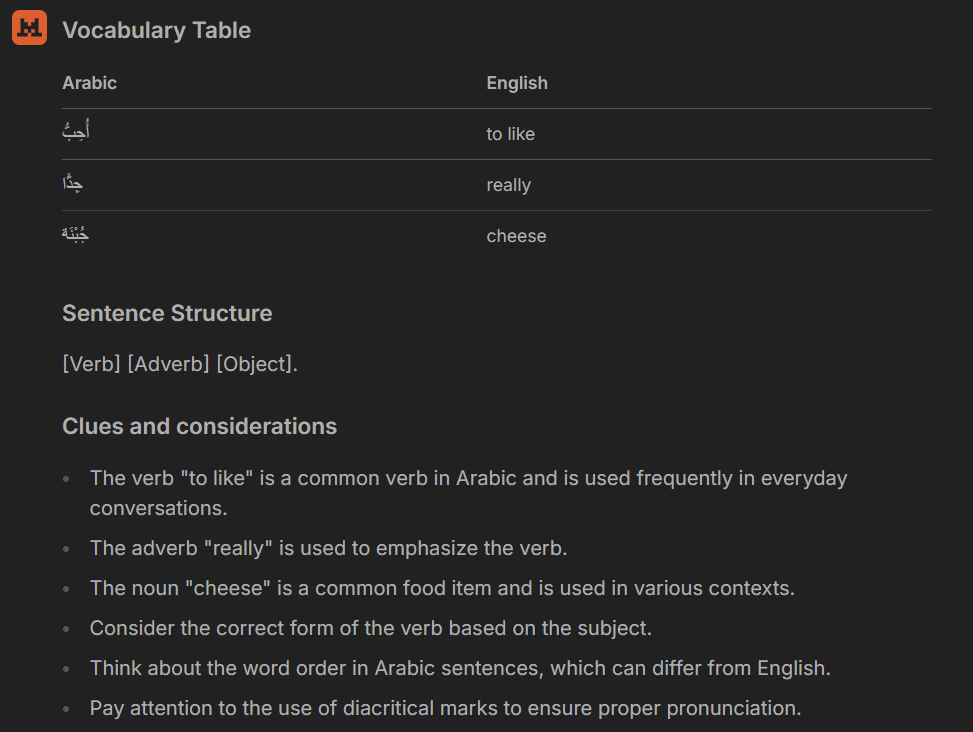 Vocabulary Table
Arabic English
أُحِبُّ to like
جِدًّا really
جُبْنَة cheese
Sentence Structure
[Verb] [Adverb] [Object].
Clues and considerations
• The verb "to like" is a common verb in Arabic and is used frequently in everyday
conversations.
• The adverb "really" is used to emphasize the verb.
• The noun "cheese" is a common food item and is used in various contexts.
• Consider the correct form of the verb based on the subject.
• Think about the word order in Arabic sentences, which can differ from English.
• Pay attention to the use of diacritical marks to ensure proper pronunciation.